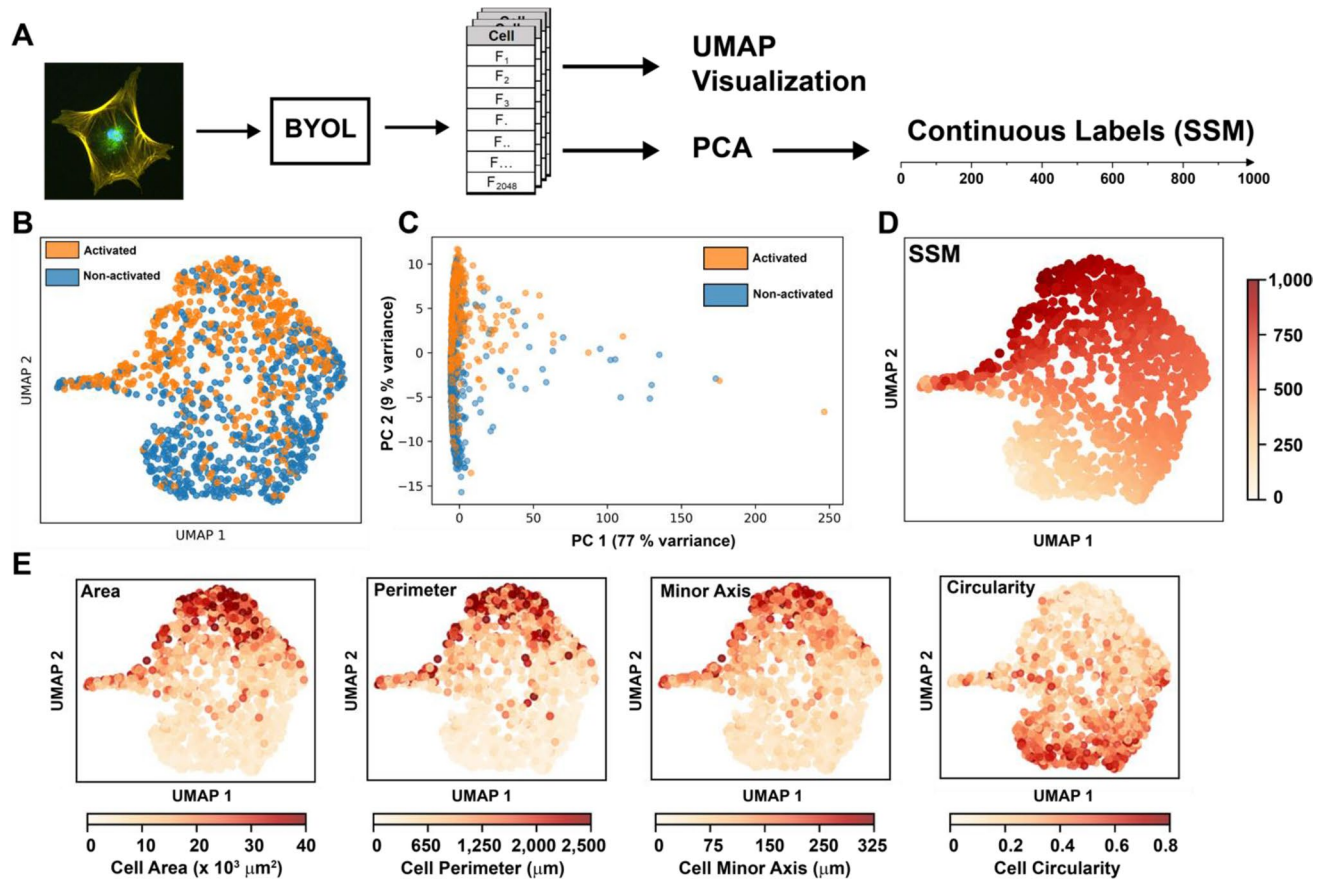 A
Cell
Cell
Cell
F1
F2
F3
F.
F..
F...
F2048
BYOL
UMAP
Visualization
PCA
Continuous Labels (SSM)
0 200 400 600 800 1000
B
Activated
Non-activated
UMAP 2
UMAP 1
C
Activated
Non-activated
10
5
0
−5
−10
−15
PC 2 (9 % varriance)
0 50 100 150 200 250
PC 1 (77 % varriance)
D
SSM
UMAP 2
UMAP 1
1,000
750
500
250
0
E
Area
UMAP 2
UMAP 1
0 10 20 30 40
Cell Area (x 10³ μm²)
Perimeter
UMAP 2
UMAP 1
0 650 1,250 2,000 2,500
Cell Perimeter (μm)
Minor Axis
UMAP 2
UMAP 1
0 75 150 250 325
Cell Minor Axis (μm)
Circularity
UMAP 2
UMAP 1
0 0.2 0.4 0.6 0.8
Cell Circularity